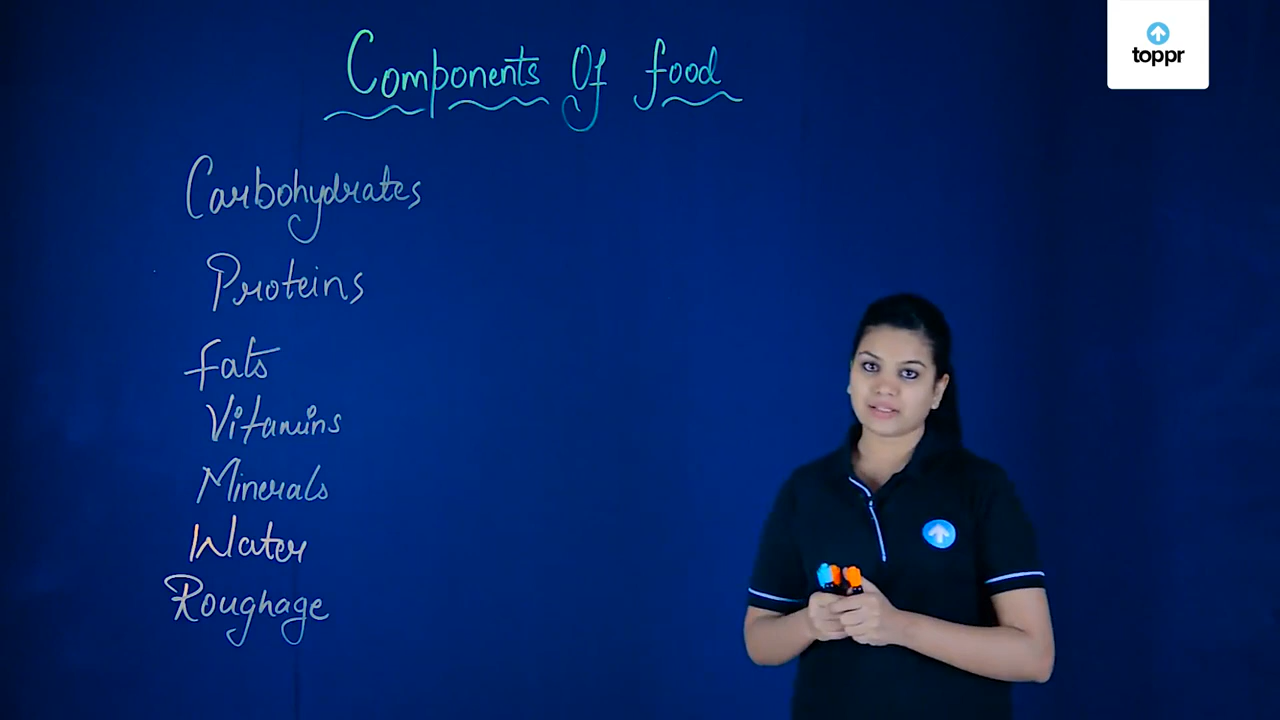 Components Of food
toppr
Carbohydrates
Proteins
fats
Vitamins
Minerals
Water
Roughage